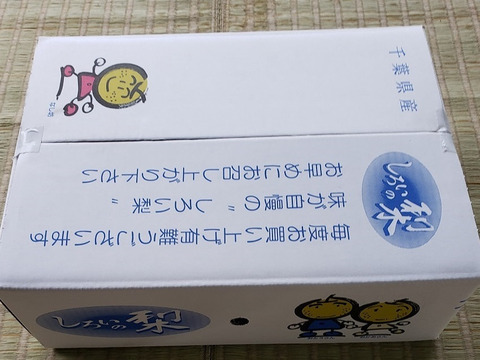 千葉県産
しろいの梨
毎度お買い上げ有難うございます
味が自慢の〝しろい梨〟
お早めにお召し上がり下さい
しろいの梨